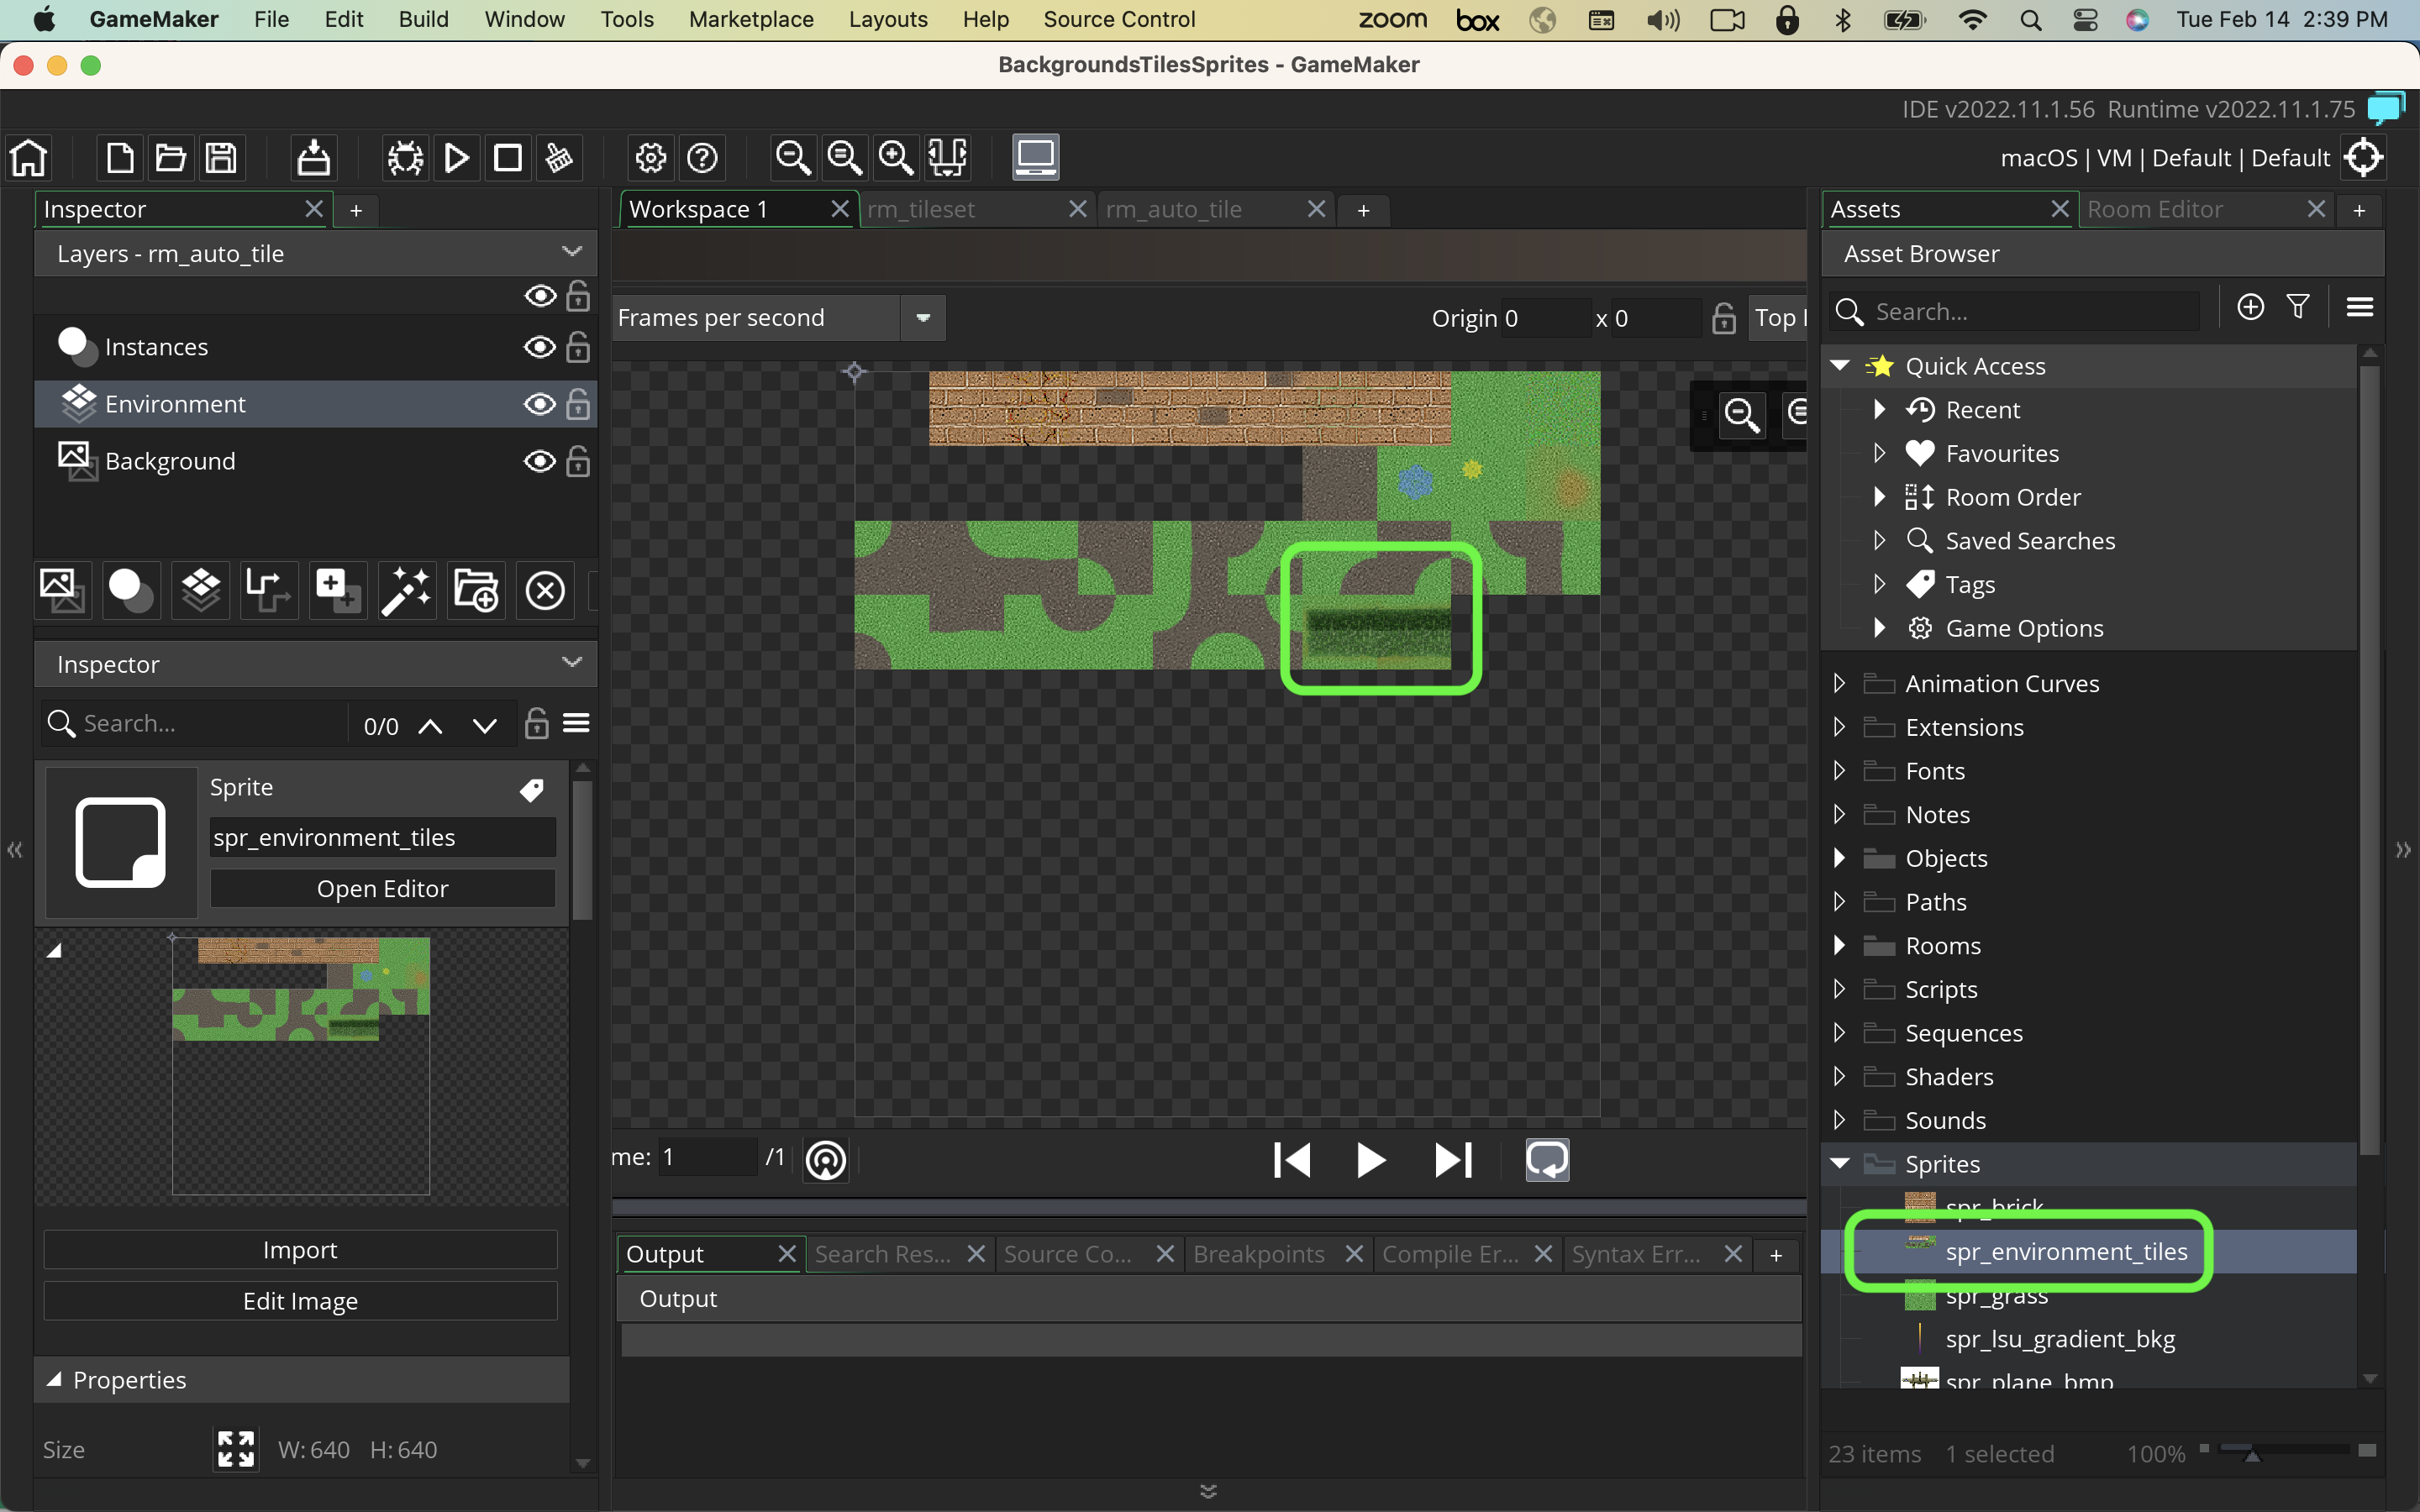 GameMaker File Edit Build Window Tools Marketplace Layouts Help Source Control zoom box Tue Feb 14 2:39 PM
BackgroundsTilesSprites - GameMaker
IDE v2022.11.1.56 Runtime v2022.11.1.75
macOS | VM | Default | Default
Inspector
+
Workspace 1
rm_tileset
rm_auto_tile
+
Assets
Room Editor
+
Layers - rm_auto_tile
Instances
Environment
Background
Inspector
Search...
0/0
Sprite
spr_environment_tiles
Open Editor
Import
Edit Image
Properties
Size
W: 640 H: 640
Frames per second
Origin 0 x 0
Top
me: 1 /1
Output
Search Res...
Source Co...
Breakpoints
Compile Er...
Syntax Err...
+
Output
Asset Browser
Search...
Quick Access
Recent
Favourites
Room Order
Saved Searches
Tags
Game Options
Animation Curves
Extensions
Fonts
Notes
Objects
Paths
Rooms
Scripts
Sequences
Shaders
Sounds
Sprites
spr_brick
spr_environment_tiles
spr_grass
spr_lsu_gradient_bkg
spr_plane_bmp
23 items 1 selected 100%